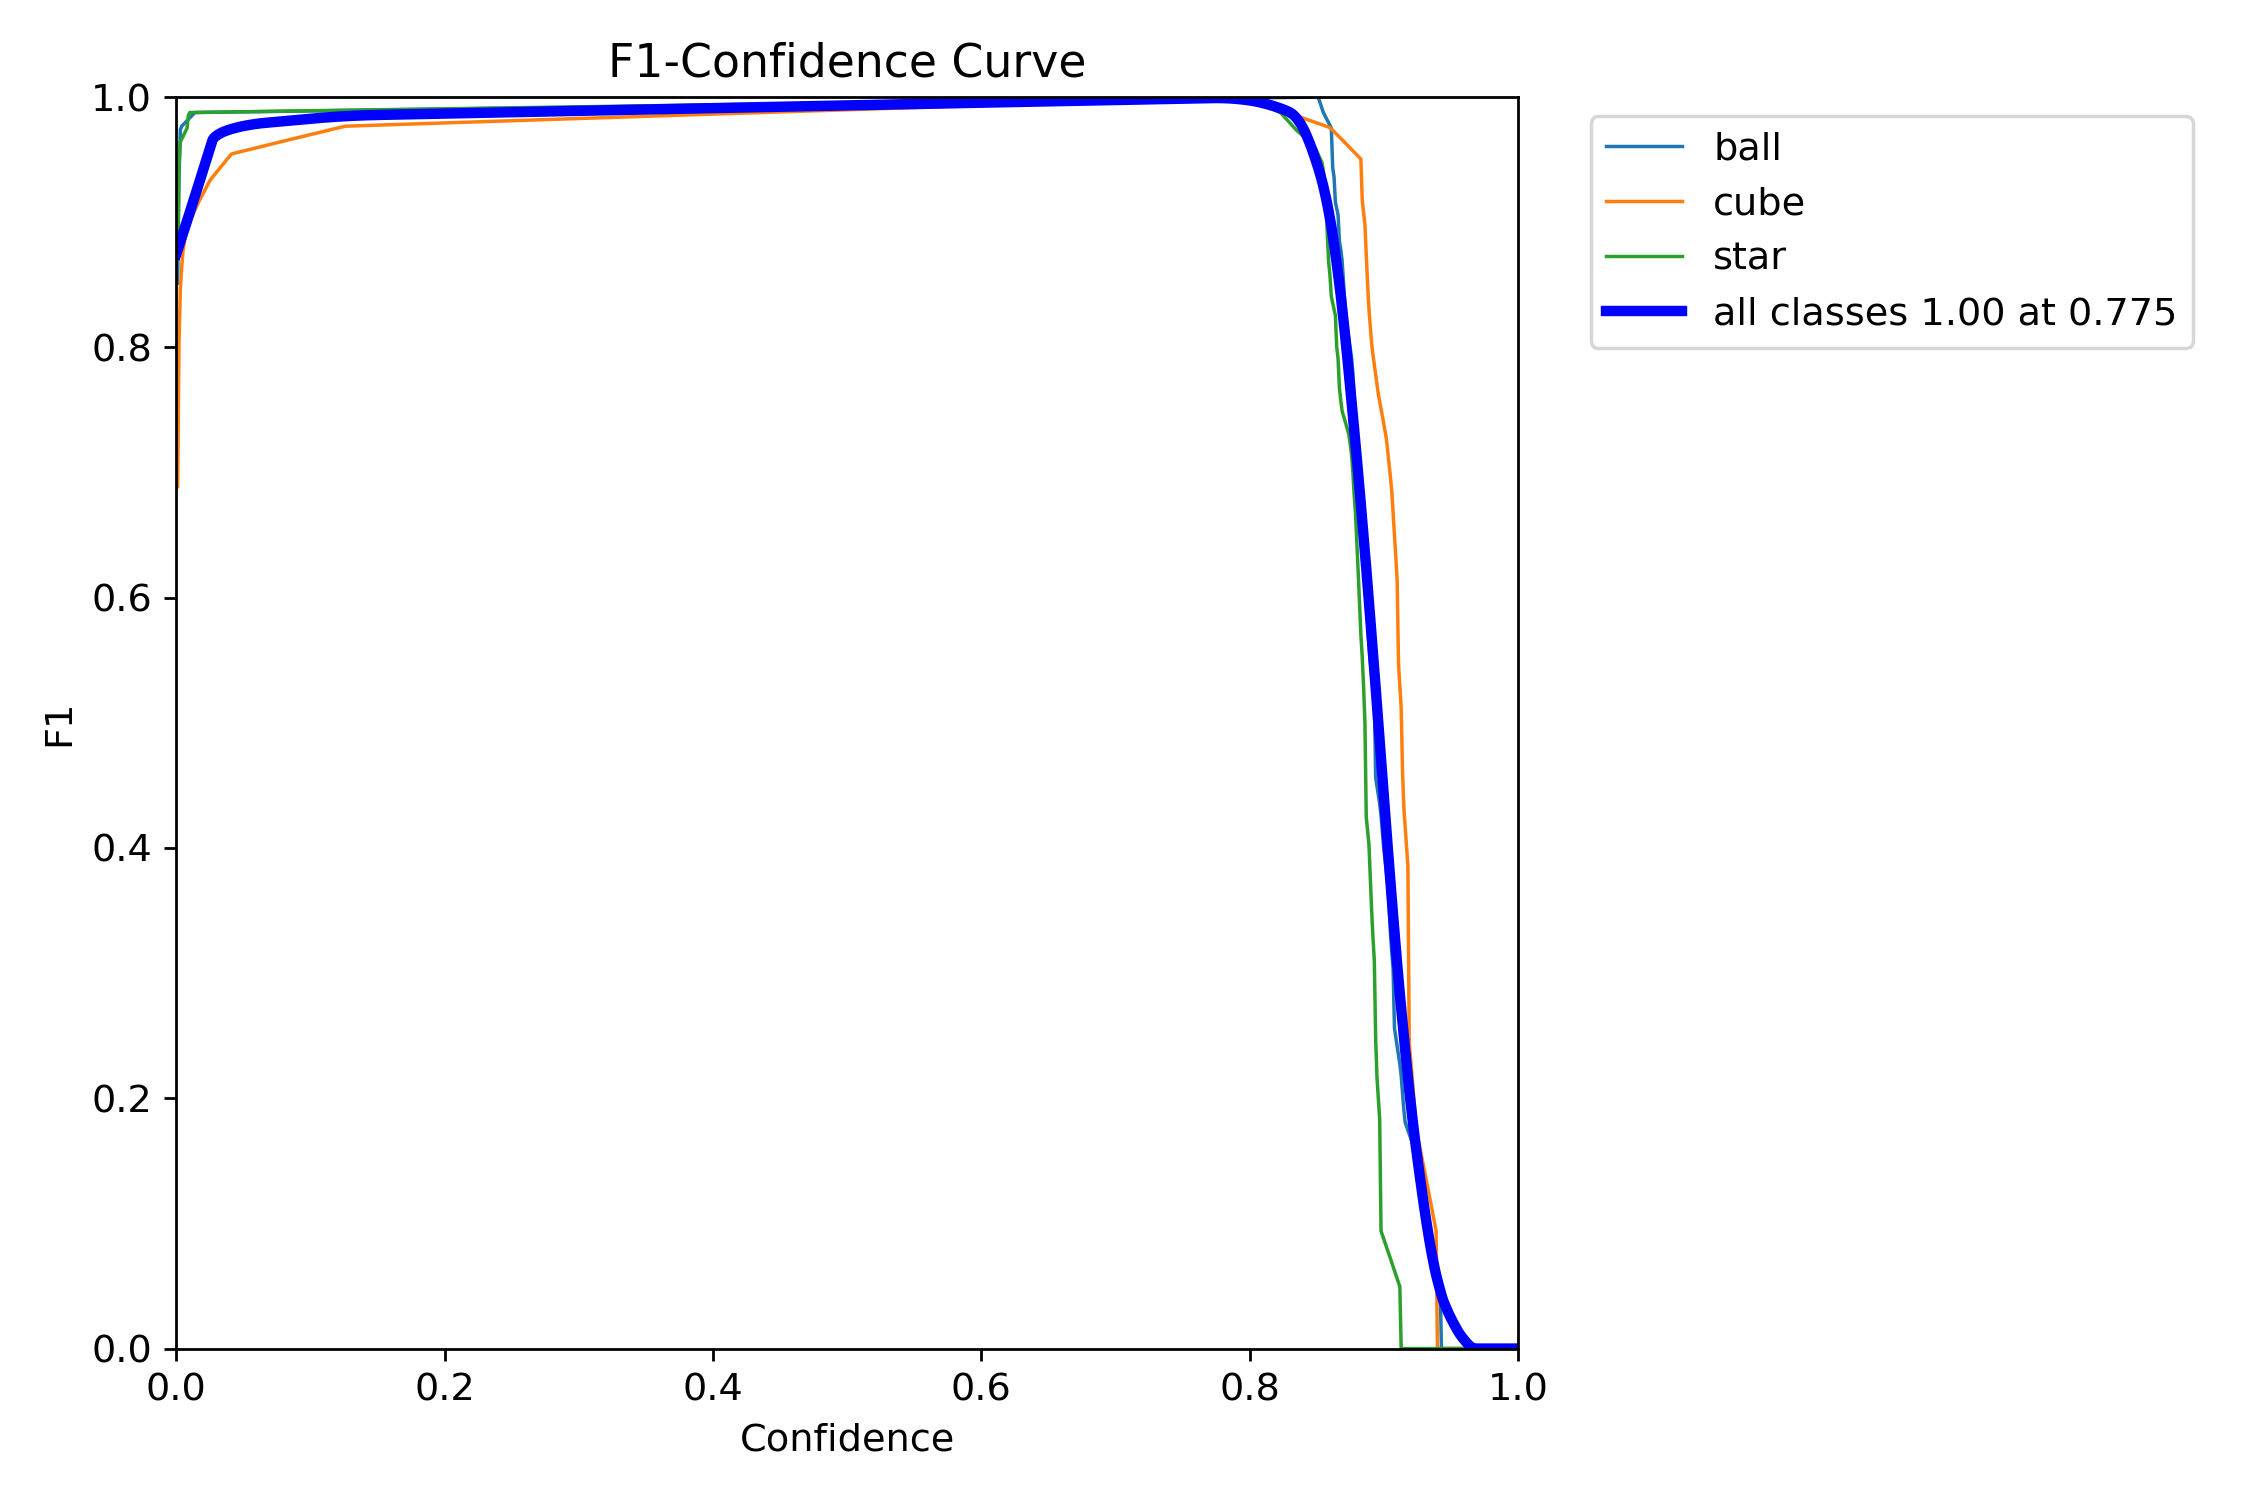 F1-Confidence Curve
1.0
0.8
0.6
0.4
0.2
0.0
F1
0.0 0.2 0.4 0.6 0.8 1.0
Confidence
ball
cube
star
all classes 1.00 at 0.775